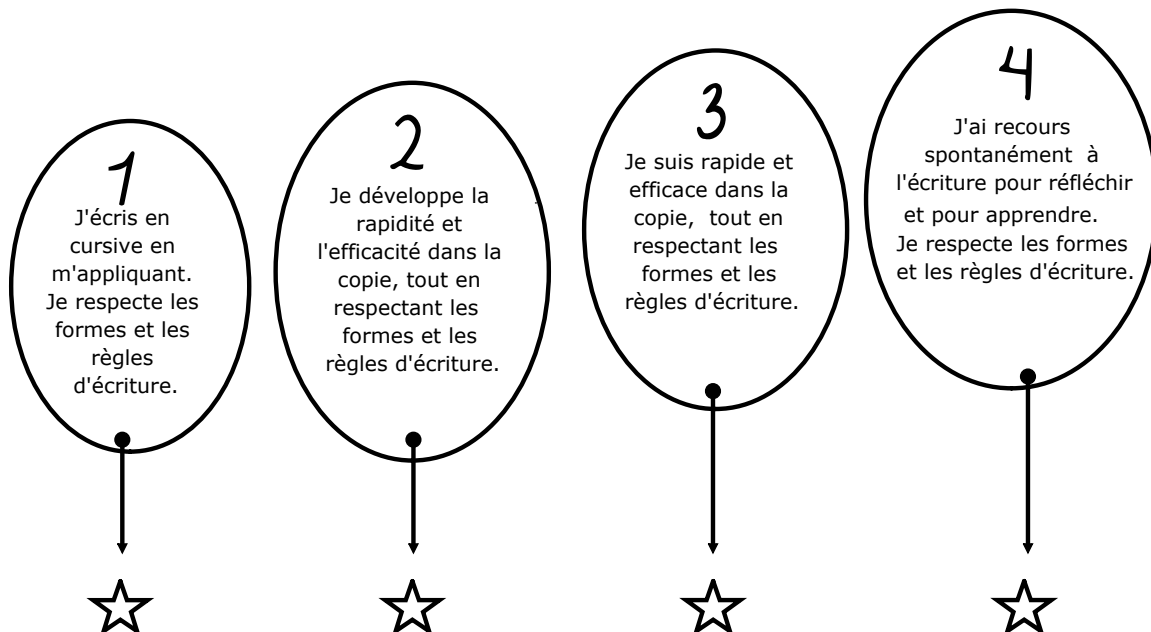 1
J'écris en
cursive en
m'appliquant.
Je respecte les
formes et les
règles
d'écriture.
2
Je développe la
rapidité et
l'efficacité dans la
copie, tout en
respectant les
formes et les
règles d'écriture.
3
Je suis rapide et
efficace dans la
copie, tout en
respectant les
formes et les
règles d'écriture.
4
J'ai recours
spontanément à
l'écriture pour réfléchir
et pour apprendre.
Je respecte les formes
et les règles d'écriture.